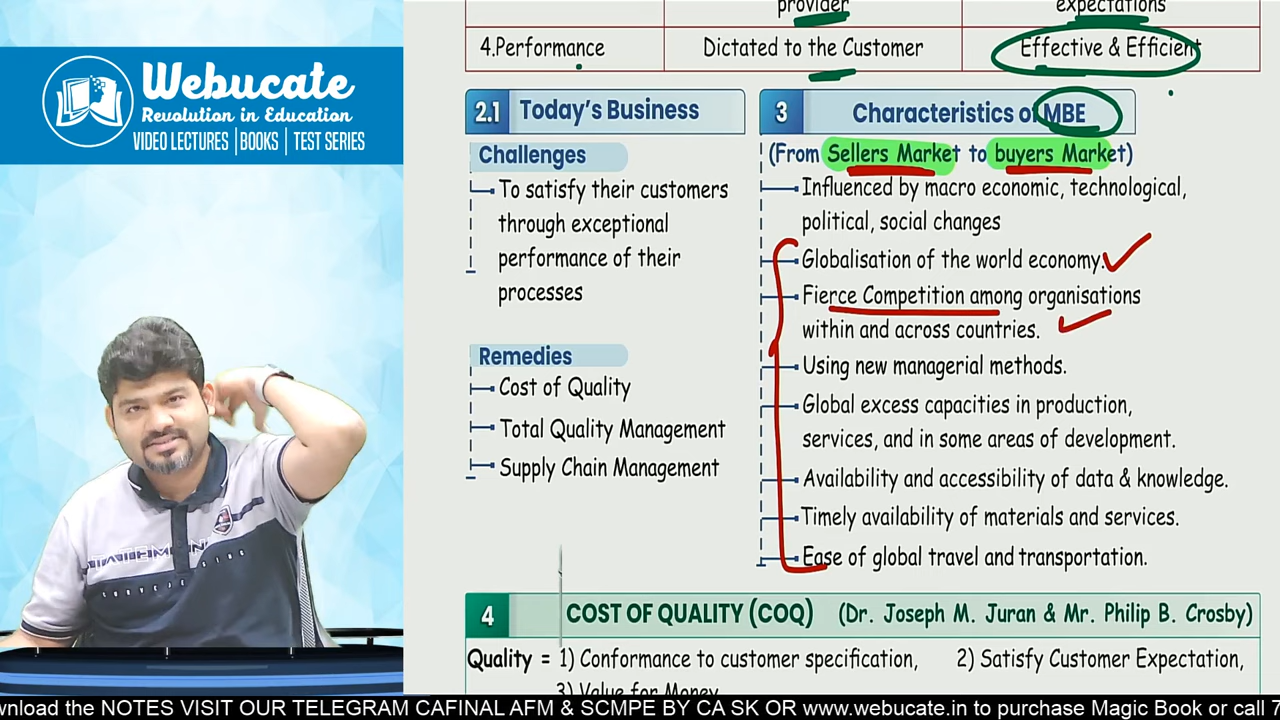 Webucate
Revolution in Education
VIDEO LECTURES | BOOKS | TEST SERIES
provider
expectations
4.Performance
Dictated to the Customer
Effective & Efficient
2.1 Today's Business
Challenges
To satisfy their customers
through exceptional
performance of their
processes
Remedies
Cost of Quality
Total Quality Management
Supply Chain Management
3 Characteristics of MBE
(From Sellers Market to buyers Market)
Influenced by macro economic, technological,
political, social changes
Globalisation of the world economy.
Fierce Competition among organisations
within and across countries.
Using new managerial methods.
Global excess capacities in production,
services, and in some areas of development.
Availability and accessibility of data & knowledge.
Timely availability of materials and services.
Ease of global travel and transportation.
4 COST OF QUALITY (COQ) (Dr. Joseph M. Juran & Mr. Philip B. Crosby)
Quality = 1) Conformance to customer specification, 2) Satisfy Customer Expectation,
3) Value for Money
wnload the NOTES VISIT OUR TELEGRAM CAFINAL AFM & SCMPE BY CA SK OR www.webucate.in to purchase Magic Book or call 7